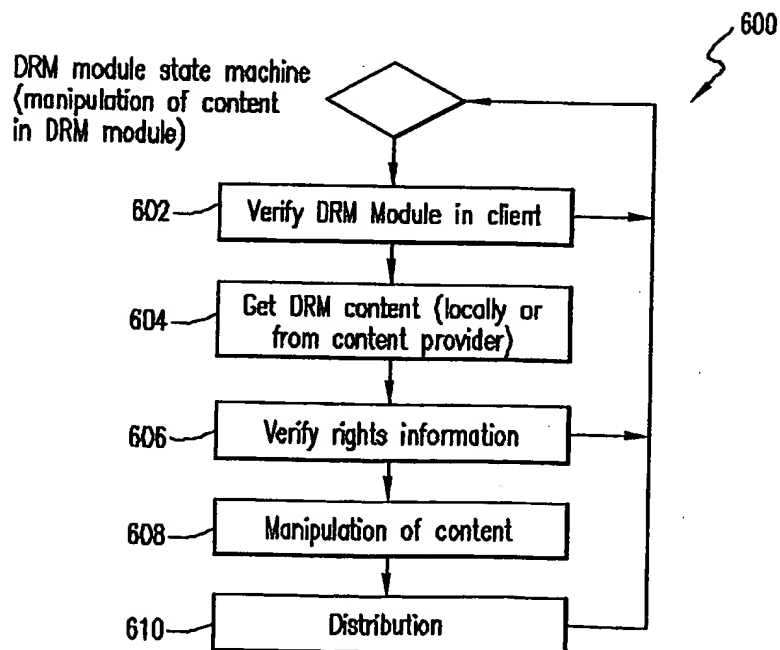 600
DRM module state machine
(manipulation of content
in DRM module)
602
Verify DRM Module in client
604
Get DRM content (locally or
from content provider)
606
Verify rights information
608
Manipulation of content
610
Distribution